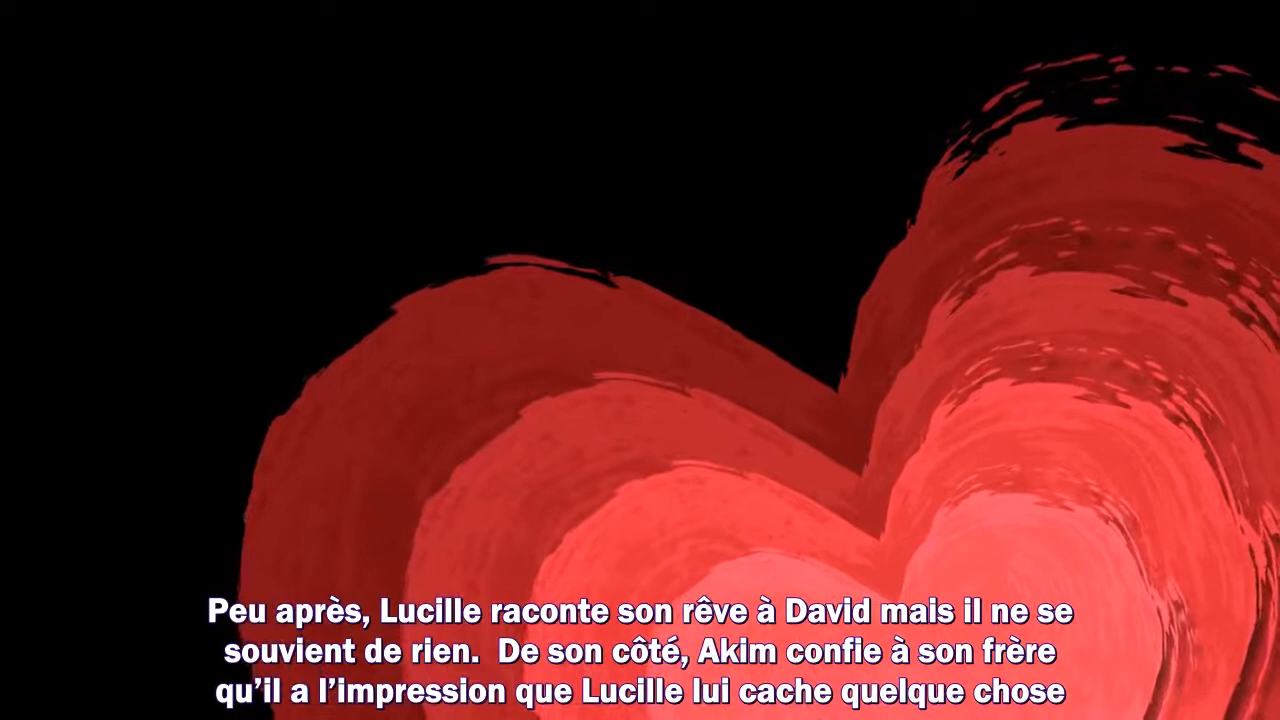 Peu après, Lucille raconte son rêve à David mais il ne se
souvient de rien.  De son côté, Akim confie à son frère
qu’il a l’impression que Lucille lui cache quelque chose